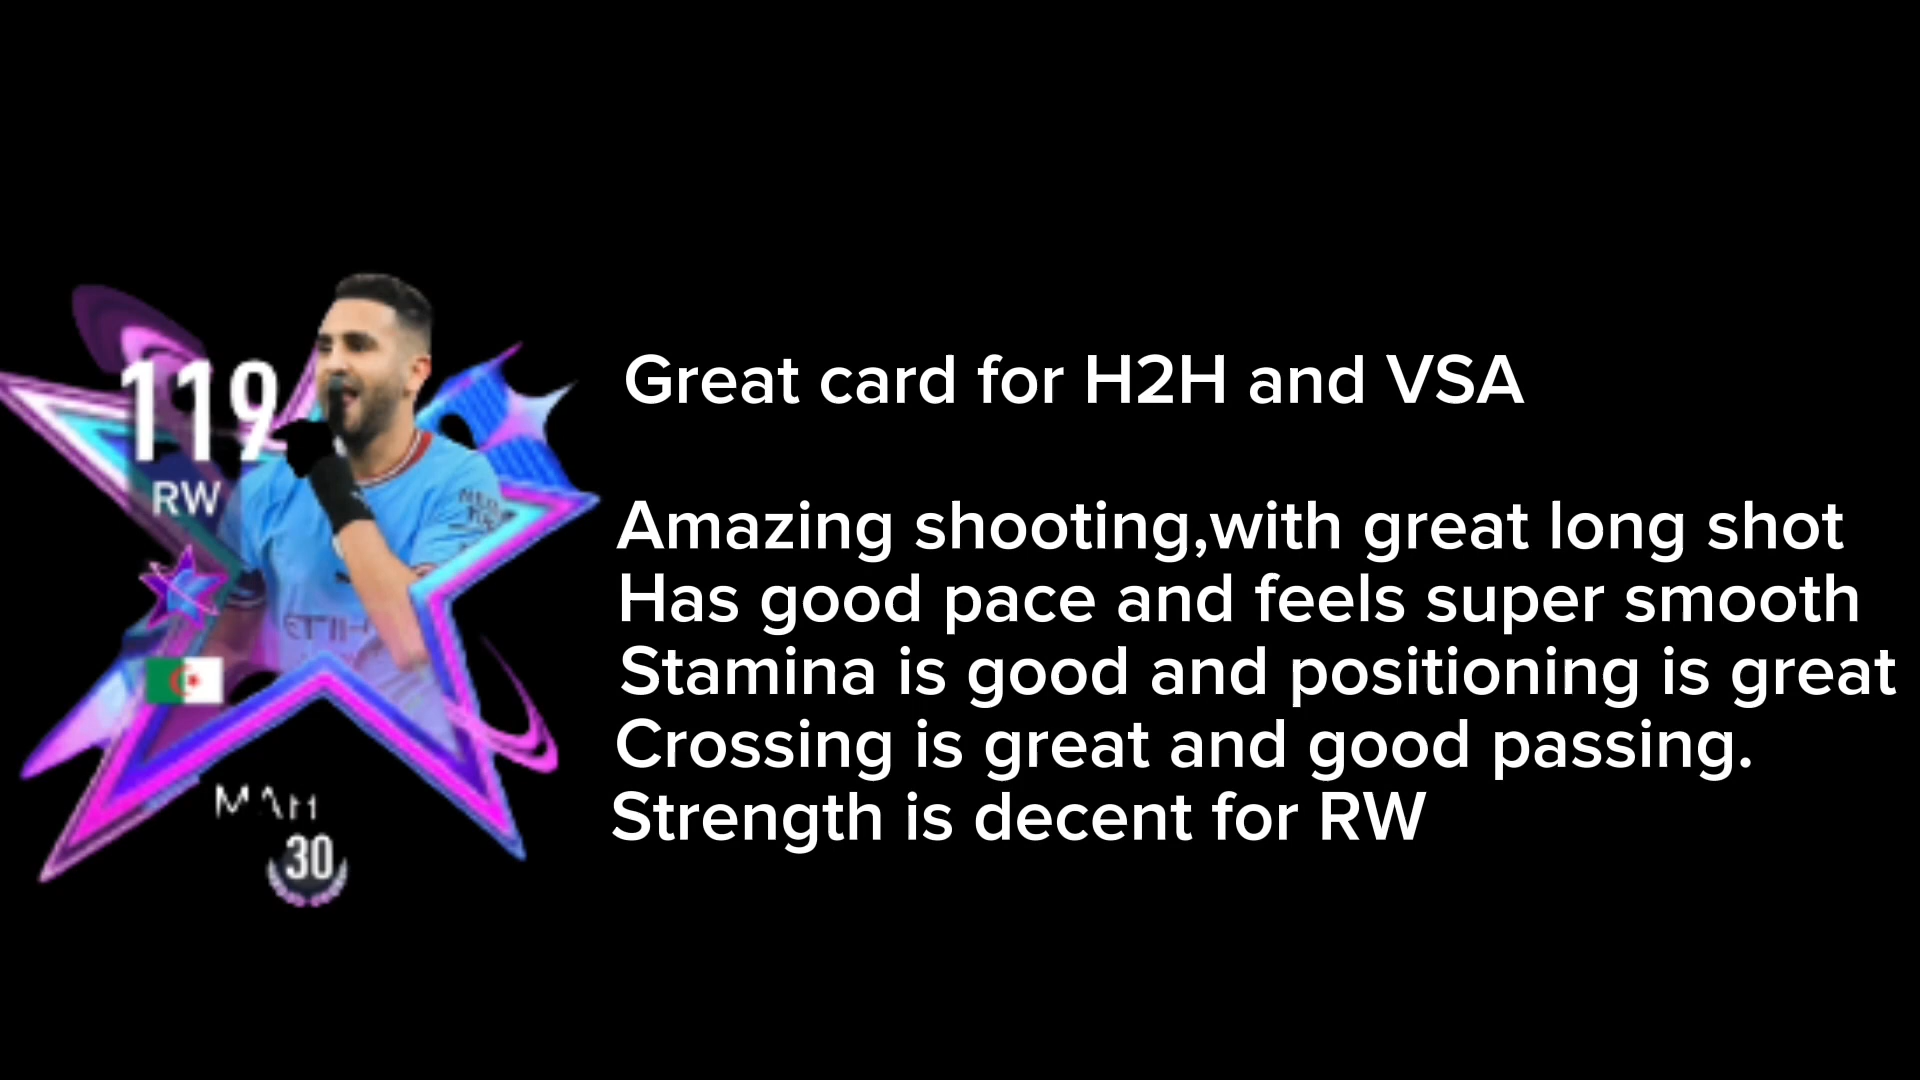 119
RW
30
Great card for H2H and VSA
Amazing shooting,with great long shot
Has good pace and feels super smooth
Stamina is good and positioning is great
Crossing is great and good passing.
Strength is decent for RW